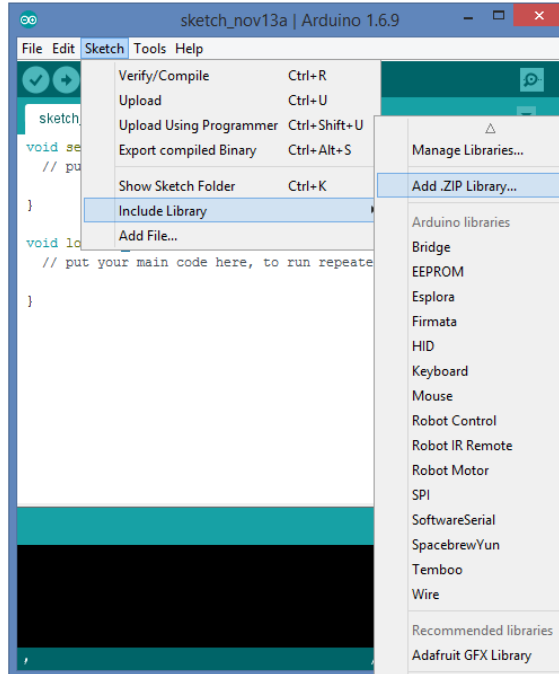 sketch_nov13a | Arduino 1.6.9
File Edit Sketch Tools Help
Verify/Compile Ctrl+R
Upload Ctrl+U
Upload Using Programmer Ctrl+Shift+U
Export compiled Binary Ctrl+Alt+S
Show Sketch Folder Ctrl+K
Include Library
Add File...
sketch_
void se
// pu
}
void lo
// put your main code here, to run repeate
}
Manage Libraries...
Add .ZIP Library...
Arduino libraries
Bridge
EEPROM
Esplora
Firmata
HID
Keyboard
Mouse
Robot Control
Robot IR Remote
Robot Motor
SPI
SoftwareSerial
SpacebrewYun
Temboo
Wire
Recommended libraries
Adafruit GFX Library